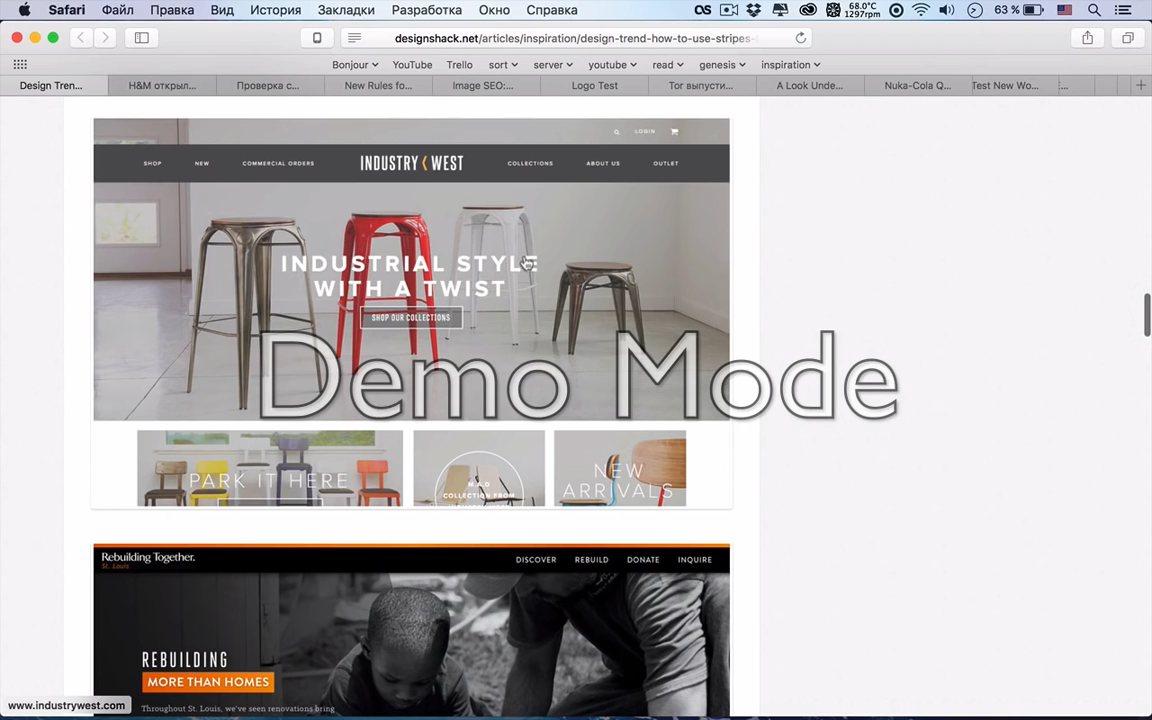 Safari Файл Правка Вид История Закладки Разработка Окно Справка
68.0°C
1297rpm
63 %
designshack.net/articles/inspiration/design-trend-how-to-use-stripes-
Bonjour YouTube Trello sort server youtube read genesis inspiration
Design Tren... H&M открыл... Проверка с... New Rules fo... Image SEO:... Logo Test Тог выпусти... A Look Unde... Nuka-Cola Q... Test New Wo...
LOGIN
SHOP NEW COMMERCIAL ORDERS INDUSTRY WEST COLLECTIONS ABOUT US OUTLET
INDUSTRIAL STYLE
WITH A TWIST
SHOP OUR COLLECTIONS
Demo Mode
PARK IT HERE
M.A.D
COLLECTION FROM
NEW
ARRIVALS
Rebuilding Together.
St. Louis
DISCOVER REBUILD DONATE INQUIRE
REBUILDING
MORE THAN HOMES
Throughout St. Louis, we've seen renovations bring
www.industrywest.com